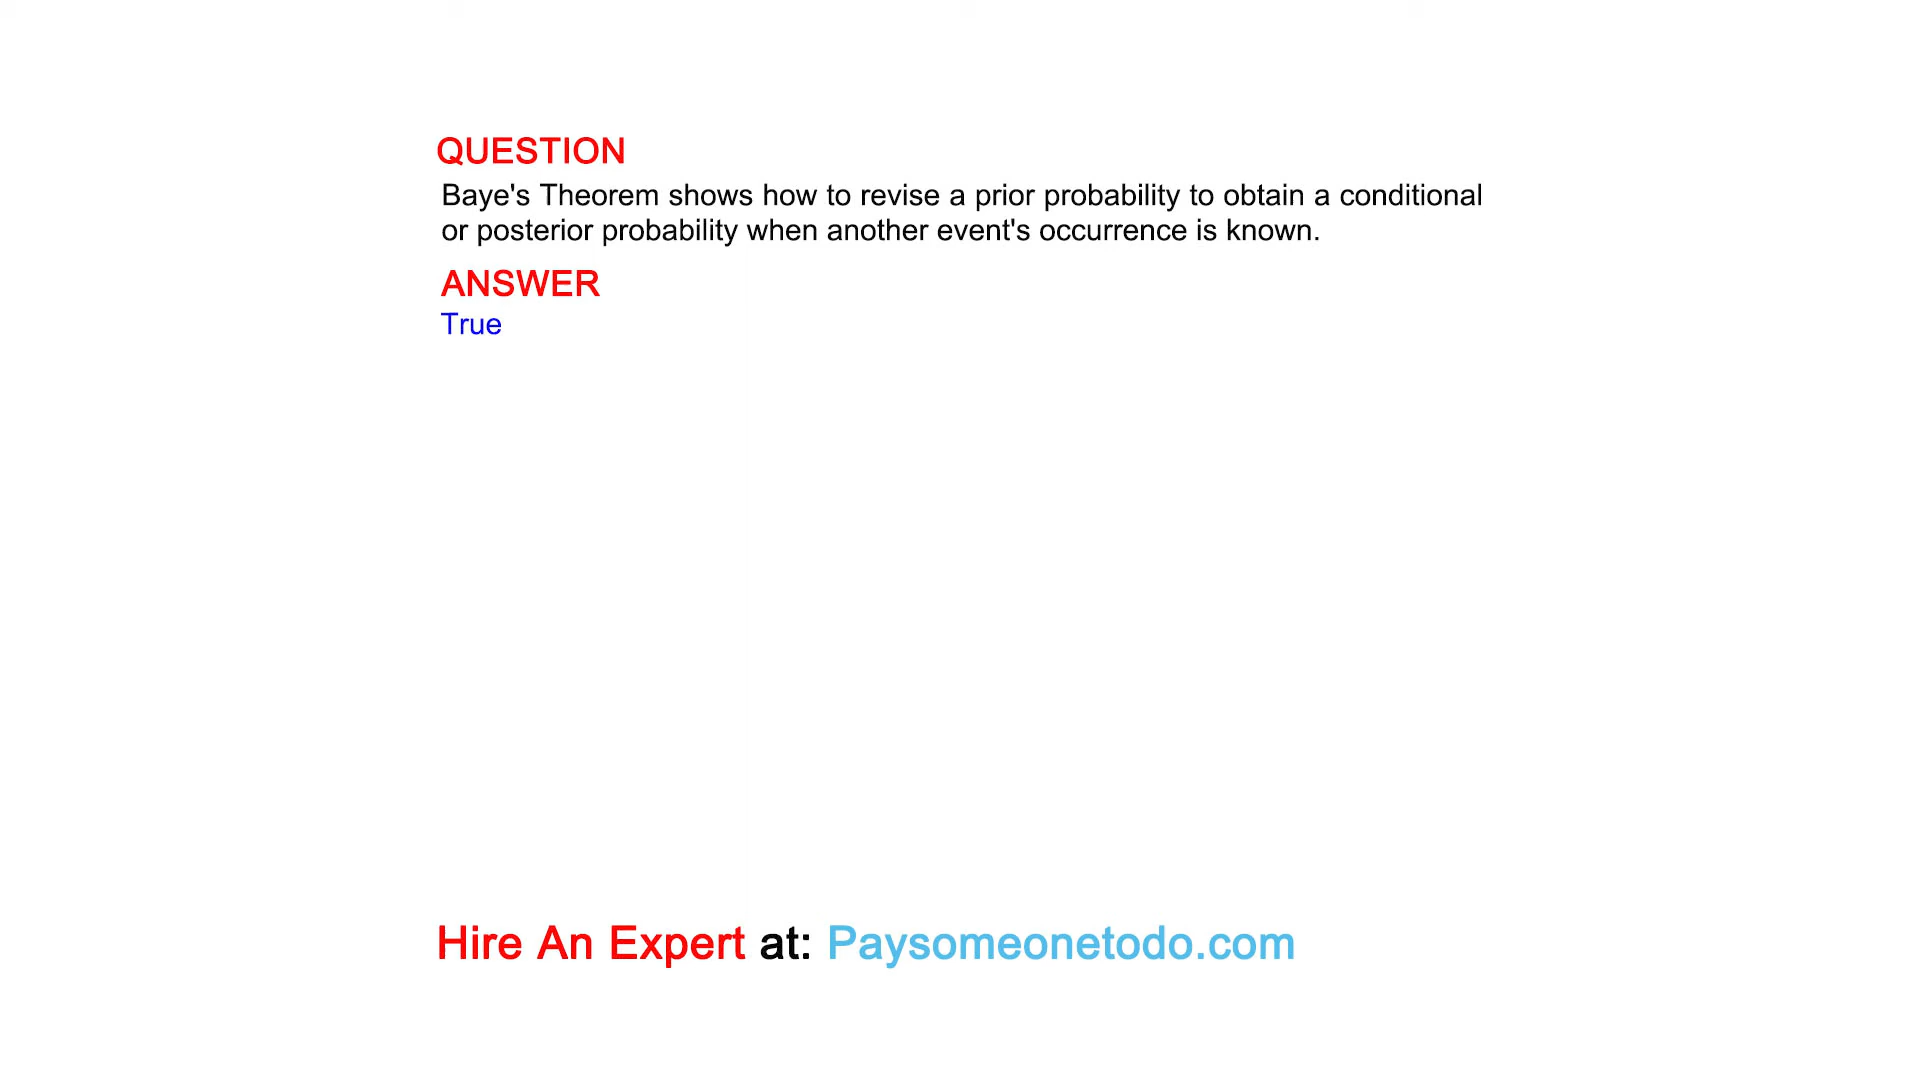 QUESTION
Baye's Theorem shows how to revise a prior probability to obtain a conditional
or posterior probability when another event's occurrence is known.
ANSWER
True
Hire An Expert at: Paysomeonetodo.com